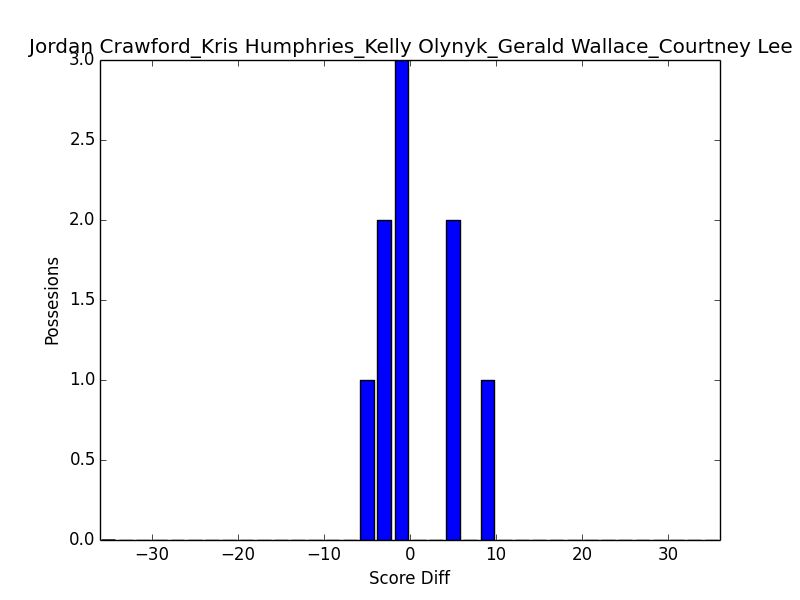 Jordan Crawford_Kris Humphries_Kelly Olynyk_Gerald Wallace_Courtney Lee
3.0
2.5
2.0
1.5
1.0
0.5
0.0
Possesions
−30 −20 −10 0 10 20 30
Score Diff